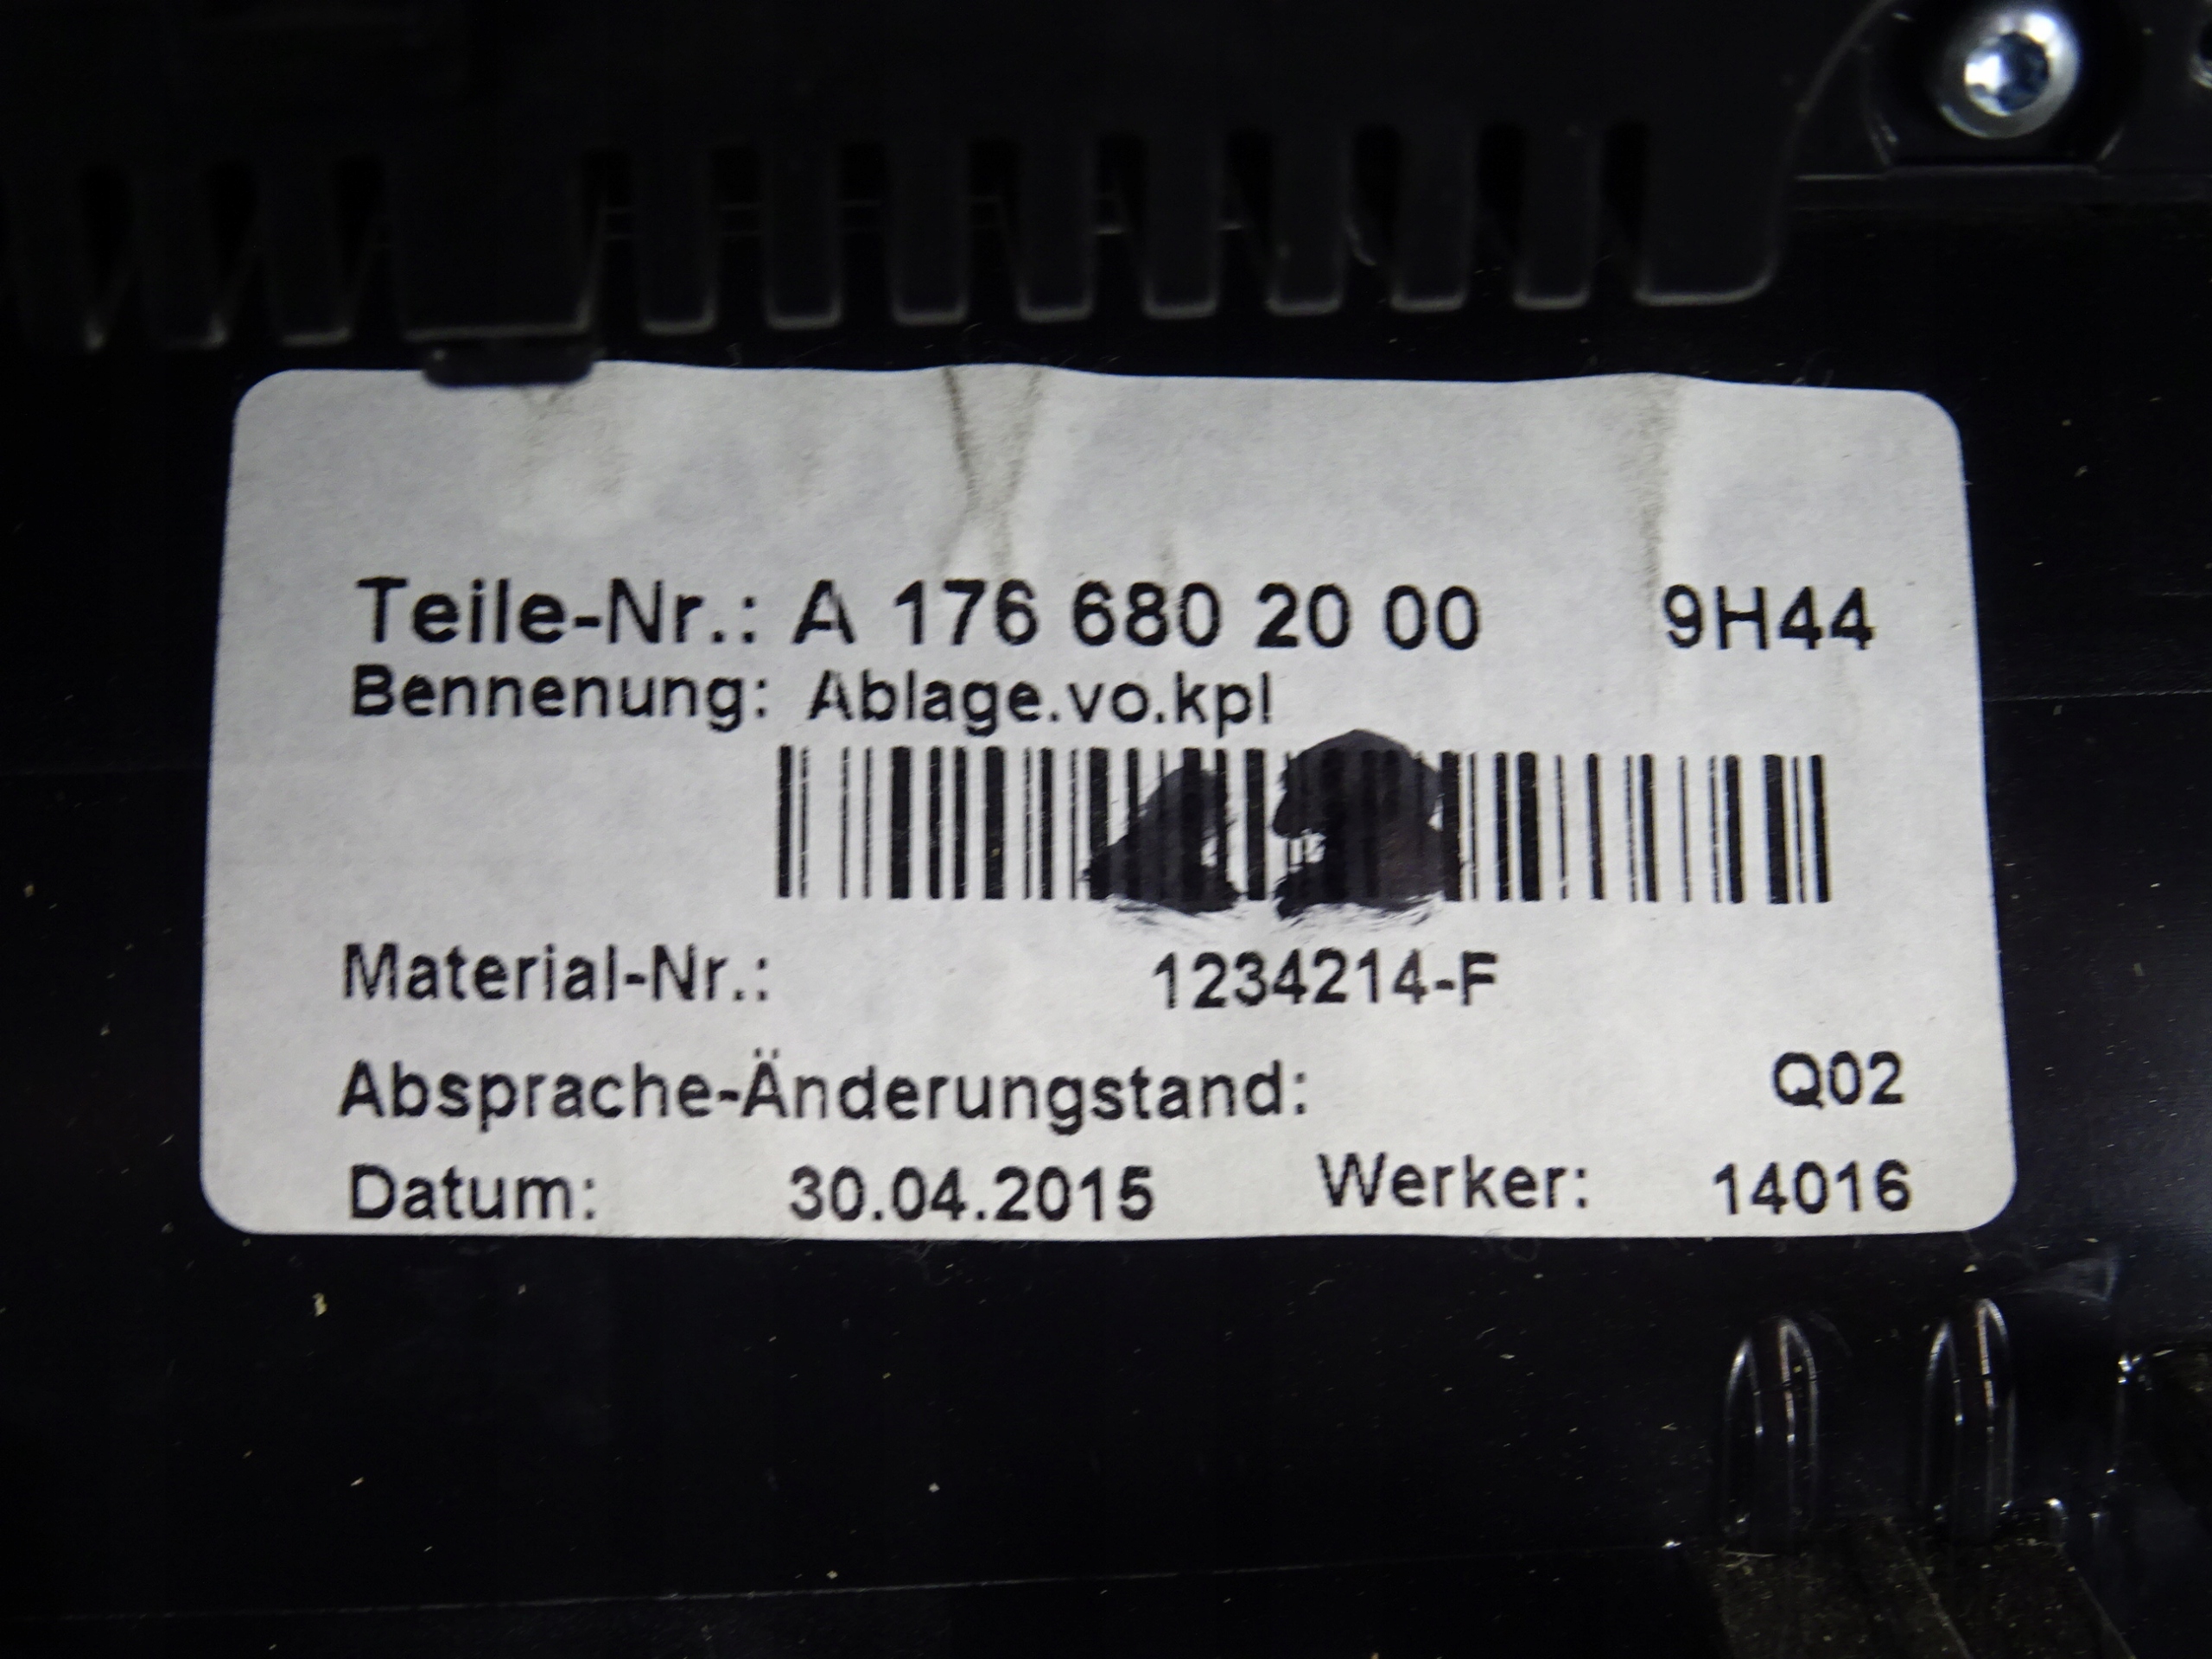 Teile-Nr.: A 176 680 20 00 9H44
Bennenung: Ablage.vo.kpl
Material-Nr.: 1234214-F
Absprache-Änderungstand: Q02
Datum: 30.04.2015 Werker: 14016